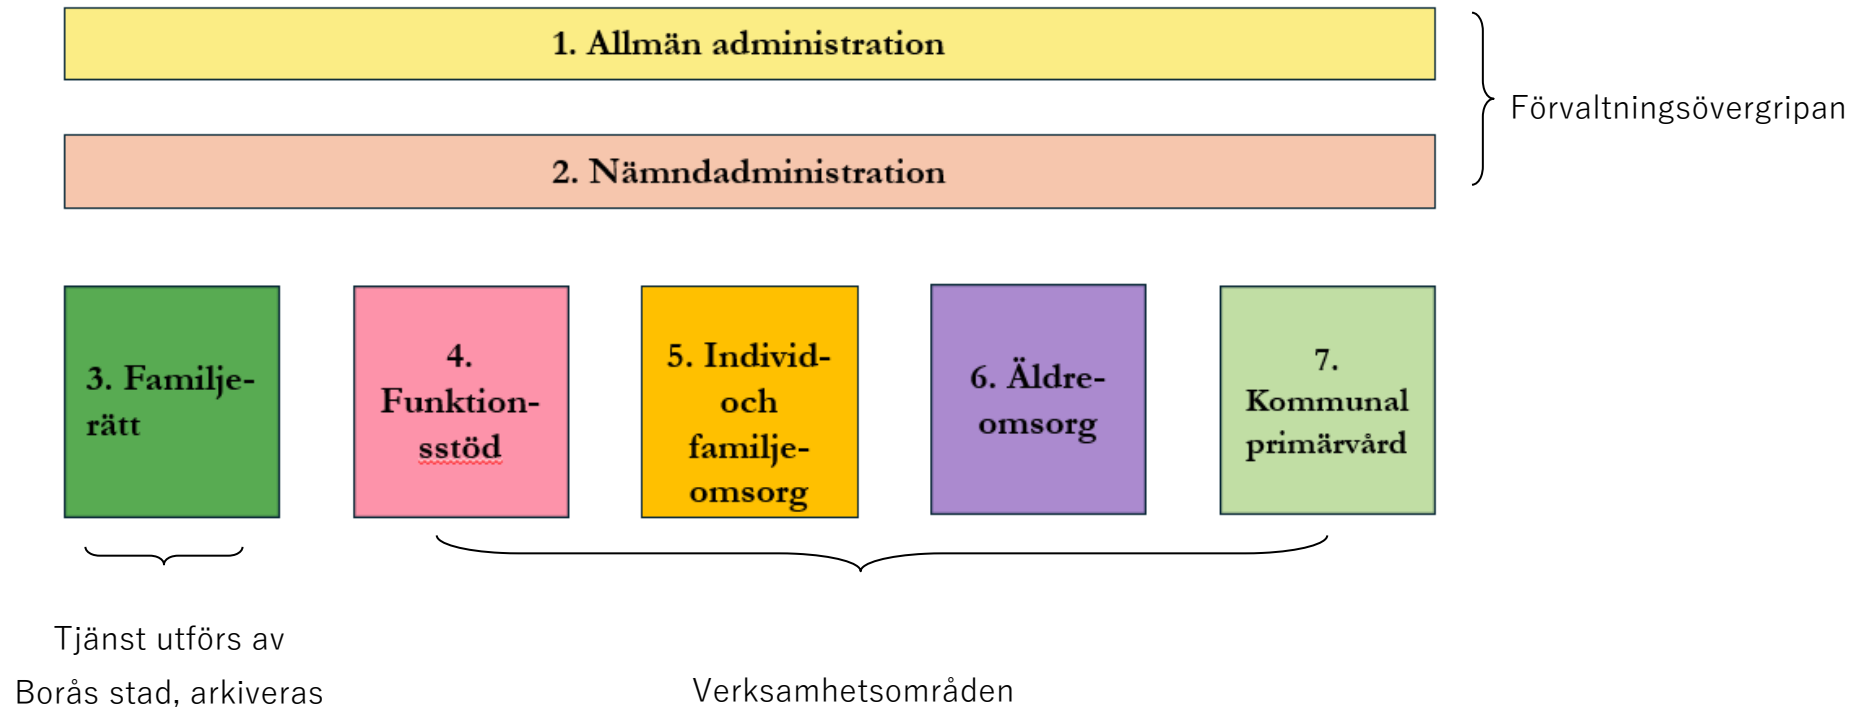 1. Allmän administration
Förvaltningsövergripan
2. Nämndadministration
3. Familje-
rätt
4.
Funktion-
sstöd
5. Individ-
och
familje-
omsorg
6. Äldre-
omsorg
7.
Kommunal
primärvård
Tjänst utförs av
Borås stad, arkiveras
Verksamhetsområden